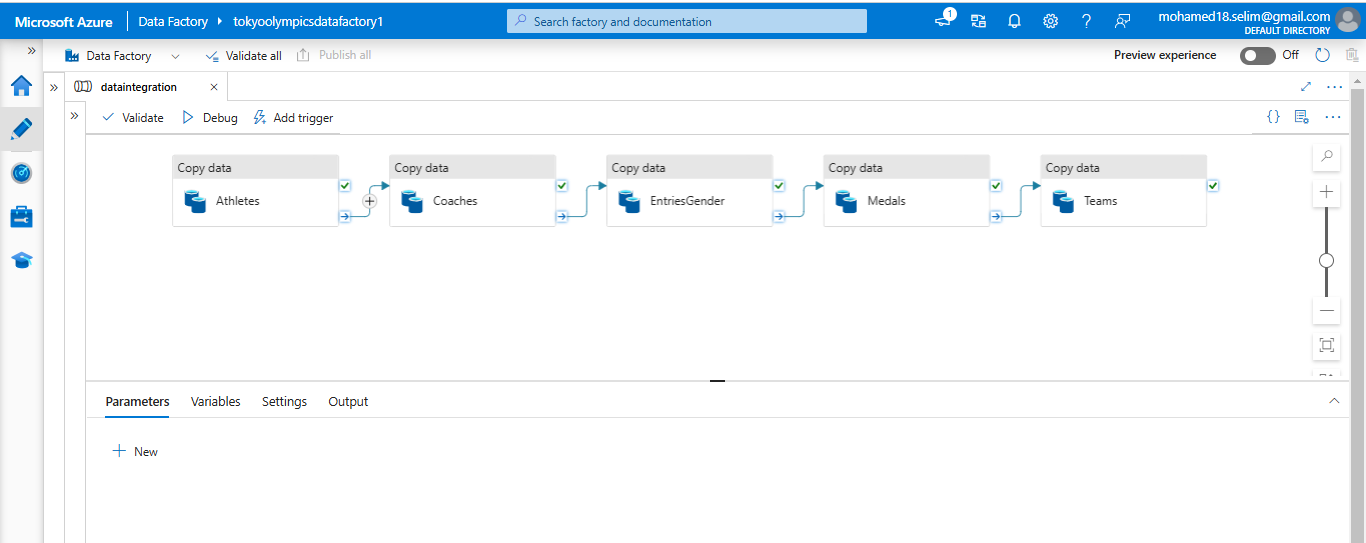 Microsoft Azure Data Factory tokyoolympicsdatafactory1 Search factory and documentation 1 mohamed18.selim@gmail.com
DEFAULT DIRECTORY
Data Factory Validate all Publish all Preview experience Off
dataintegration
Validate Debug Add trigger
Copy data Copy data Copy data Copy data Copy data
Athletes Coaches EntriesGender Medals Teams
Parameters Variables Settings Output
New